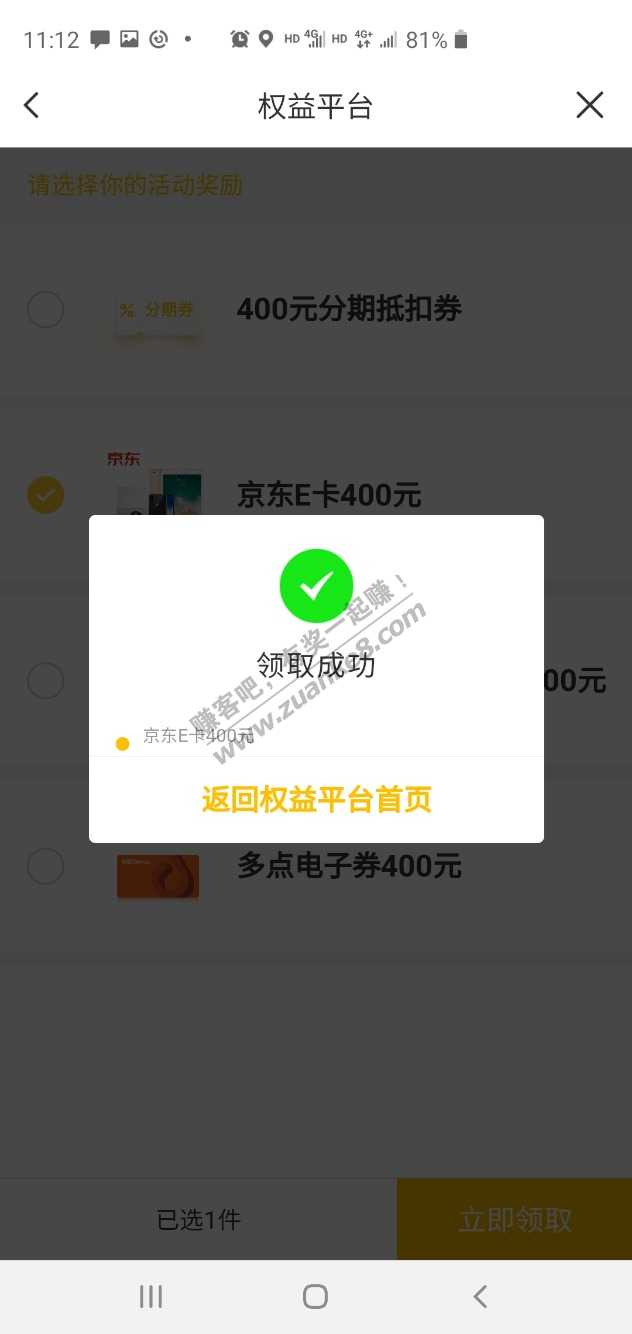 11:12 HD 4G HD 4G+ 81%
权益平台
请选择你的活动奖励
% 分期券
400元分期抵扣券
京东
京东E卡400元
领取成功
00元
京东E卡400元
返回权益平台首页
多点电子券400元
已选1件
立即领取
赚客吧，有奖一起赚！
www.zuanke8.com